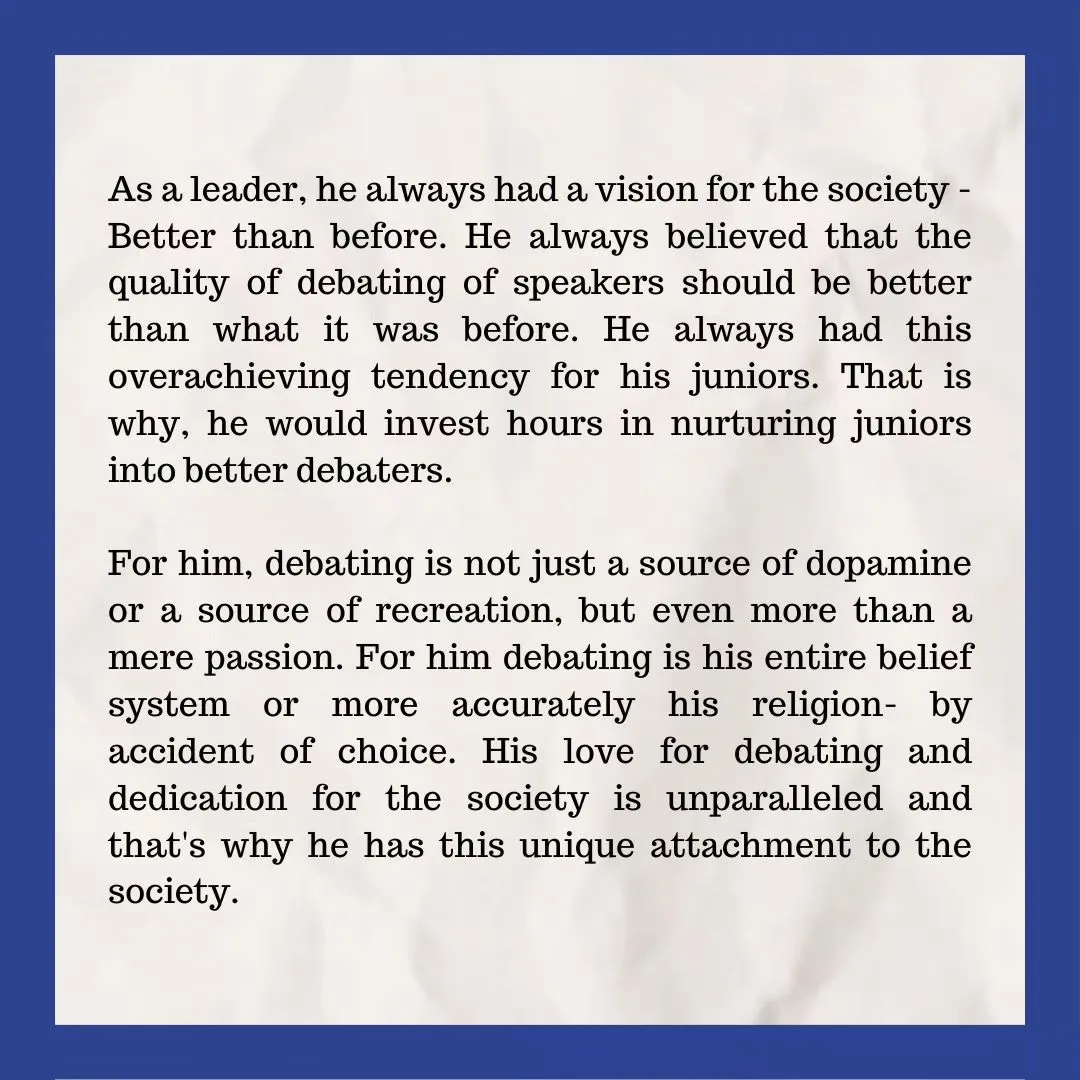 As a leader, he always had a vision for the society -
Better than before. He always believed that the
quality of debating of speakers should be better
than what it was before. He always had this
overachieving tendency for his juniors. That is
why, he would invest hours in nurturing juniors
into better debaters.
For him, debating is not just a source of dopamine
or a source of recreation, but even more than a
mere passion. For him debating is his entire belief
system or more accurately his religion- by
accident of choice. His love for debating and
dedication for the society is unparalleled and
that's why he has this unique attachment to the
society.